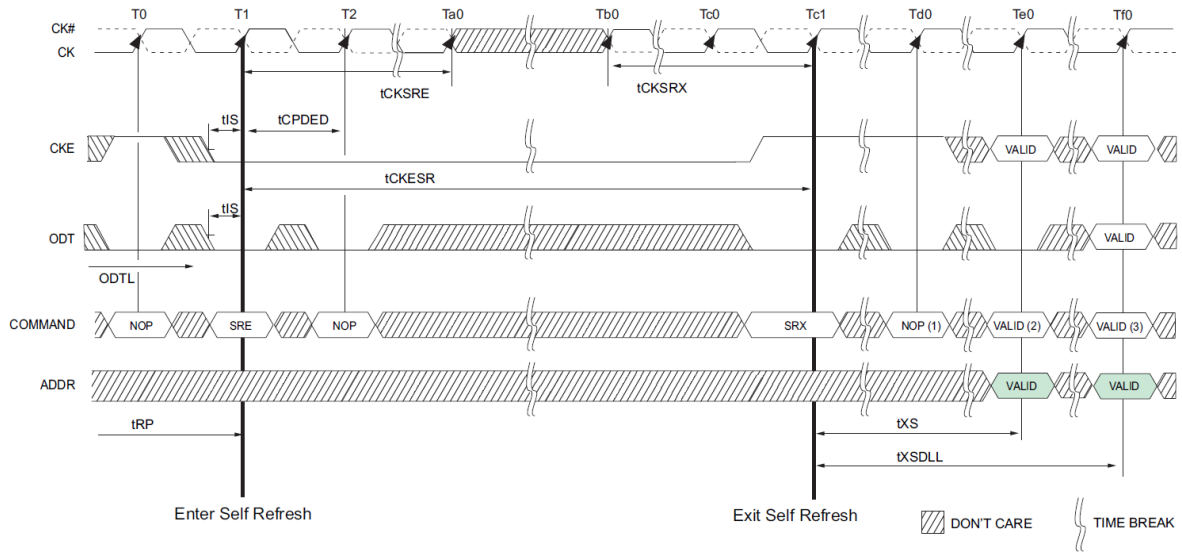 T0 T1 T2 Ta0 Tb0 Tc0 Tc1 Td0 Te0 Tf0
CK#
CK
tCKSRE
tCKSRX
tIS
tCPDED
CKE
VALID
VALID
tCKESR
tIS
ODT
VALID
ODTL
COMMAND
NOP
SRE
NOP
SRX
NOP (1)
VALID (2)
VALID (3)
ADDR
VALID
VALID
tRP
tXS
tXSDLL
Enter Self Refresh
Exit Self Refresh
DON'T CARE
TIME BREAK